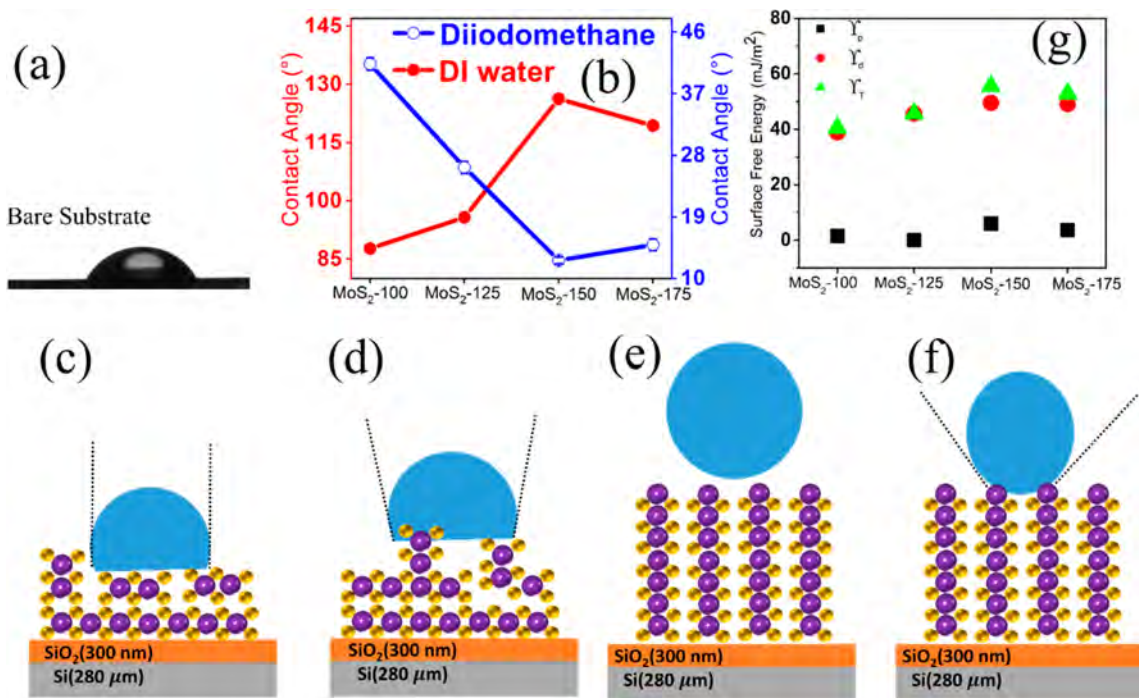 (a)
Bare Substrate
145
130
115
100
85
Contact Angle (°)
Diiodomethane
DI water
(b)
46
37
28
19
10
Contact Angle (°)
MoS₂-100 MoS₂-125 MoS₂-150 MoS₂-175
80
60
40
20
0
Surface Free Energy (mJ/m²)
ϒp
ϒd
ϒT
(g)
MoS₂-100 MoS₂-125 MoS₂-150 MoS₂-175
(c)
(d)
(e)
(f)
SiO₂(300 nm)
Si(280 μm)
SiO₂(300 nm)
Si(280 μm)
SiO₂(300 nm)
Si(280 μm)
SiO₂(300 nm)
Si(280 μm)